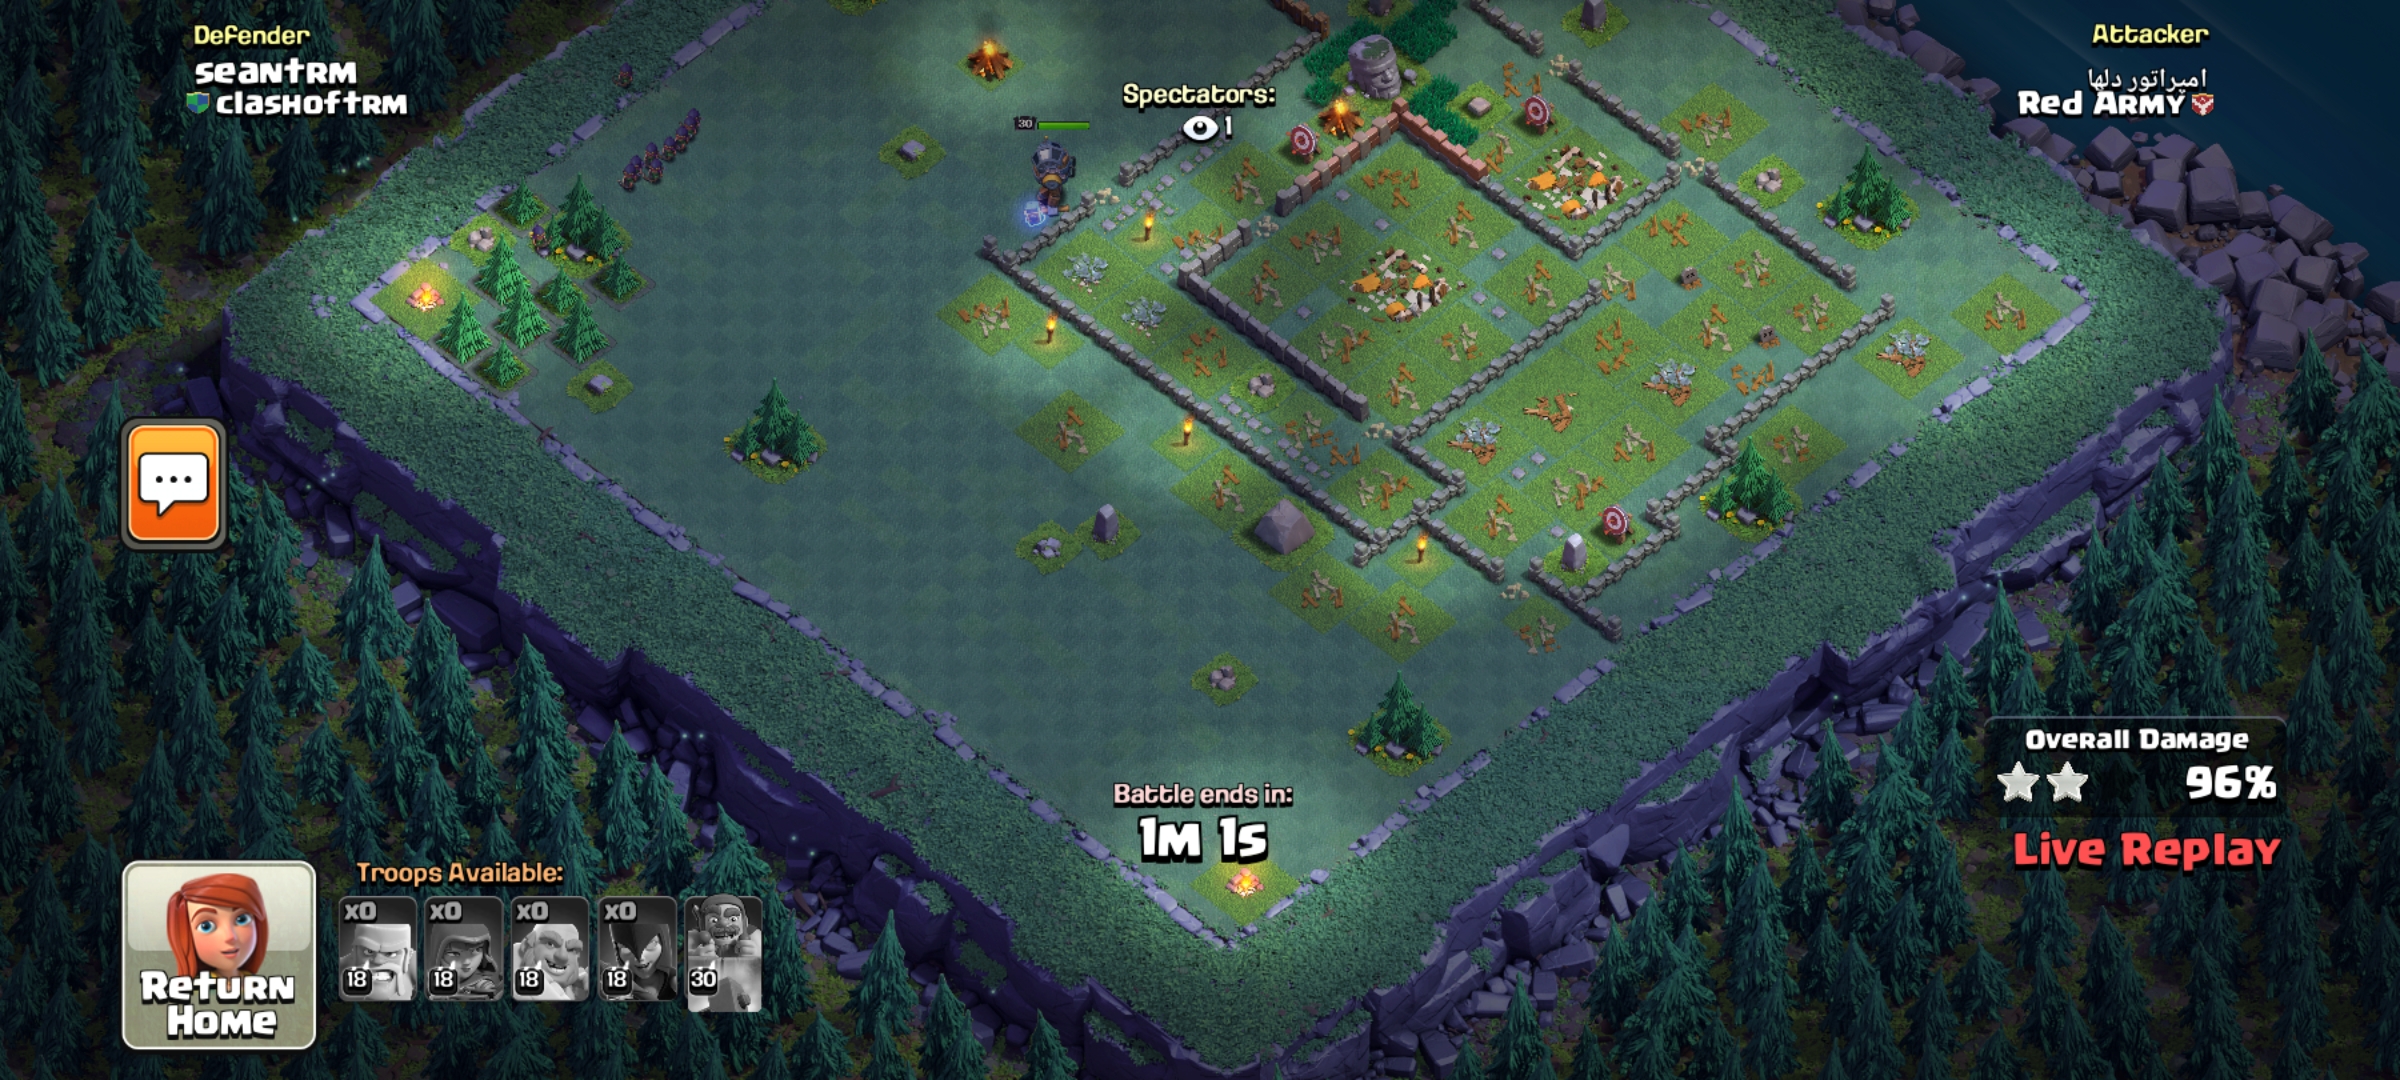 Defender
seantRM
clashoftRM
Spectators:
1
30
Attacker
امپراتور دلها
Red Army
Battle ends in:
1M 1s
Overall Damage
96%
Live Replay
Return
Home
Troops Available:
x0 x0 x0 x0
18 18 18 18 30